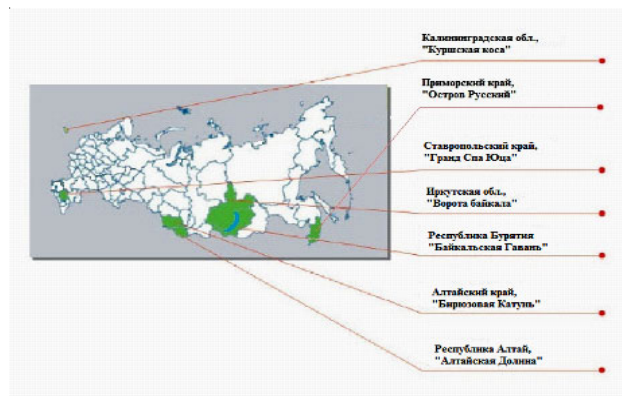 Калининградская обл.,
"Куршская коса"
Приморский край,
"Остров Русский"
Ставропольский край,
"Гранд Спа Юца"
Иркутская обл.,
"Ворота байкала"
Республика Бурятия
"Байкальская Гавань"
Алтайский край,
"Бирюзовая Катунь"
Республика Алтай,
"Алтайская Долина"